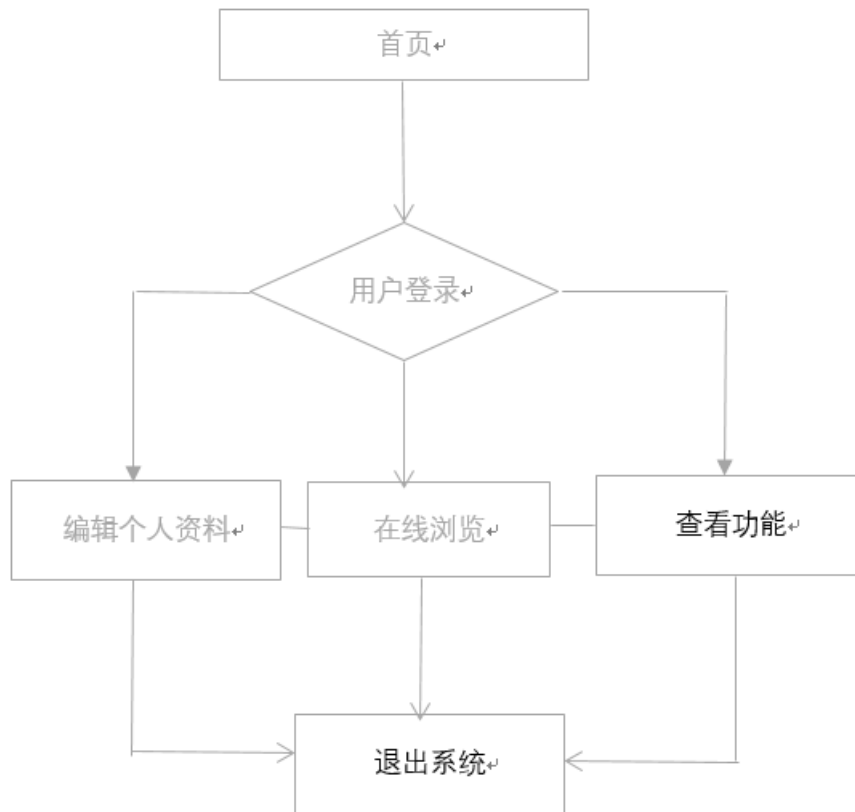 首页
用户登录
编辑个人资料
在线浏览
查看功能
退出系统